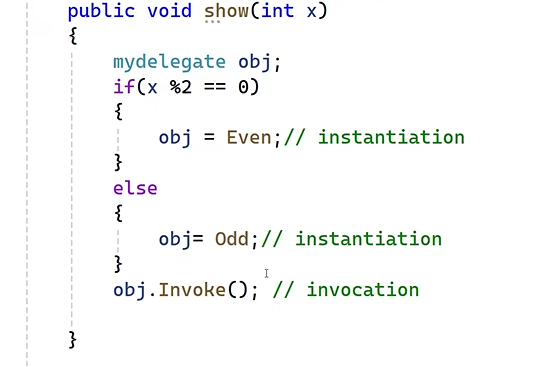 public void show(int x)
{
mydelegate obj;
if(x %2 == 0)
{
obj = Even;// instantiation
}
else
{
obj= Odd;// instantiation
}
obj.Invoke(); // invocation
}